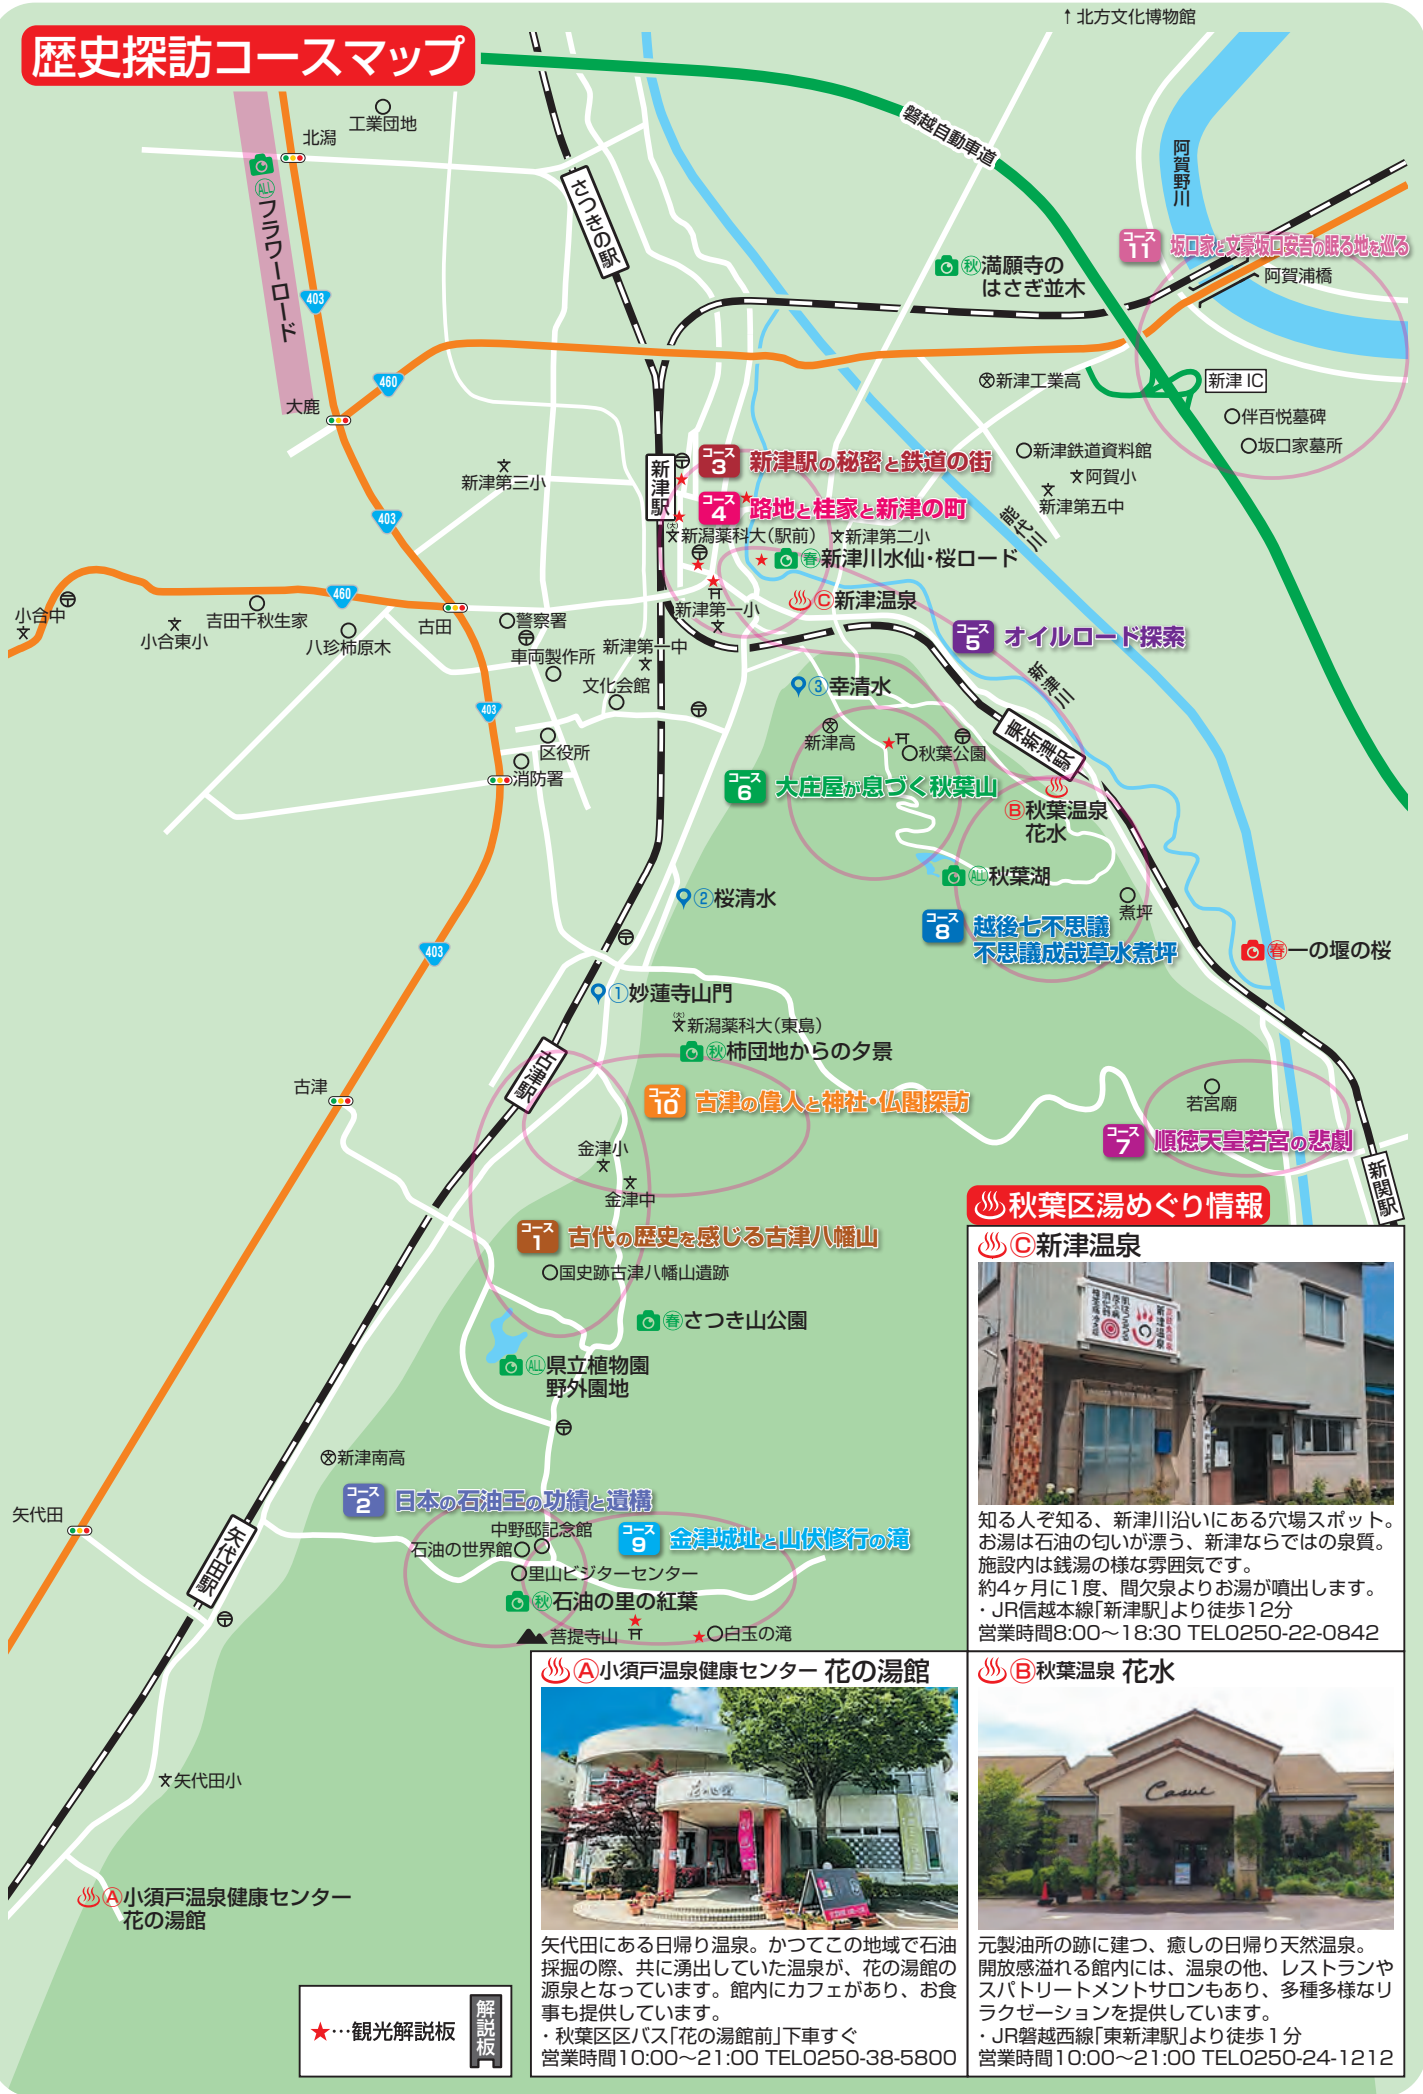 歴史探訪コースマップ
↑北方文化博物館
工業団地
北潟
磐越自動車道
阿賀野川
ALL
フラワーロード
さつきの駅
コース
11
坂口家と文豪坂口安吾の眠る地を巡る
秋 満願寺の
はさぎ並木
阿賀浦橋
403
460
新津工業高
新津IC
大鹿
伴百悦墓碑
坂口家墓所
新津鉄道資料館
阿賀小
新津第五中
新津第三小
新津駅
コース
3
新津駅の秘密と鉄道の街
コース
4
路地と桂家と新津の町
403
能代川
(大)
新潟薬科大(駅前)
新津第二小
春 新津川水仙・桜ロード
460
小合中
吉田千秋生家
小合東小
八珍柿原木
古田
警察署
車両製作所
新津第一小
新津第一中
文化会館
Ⓒ新津温泉
コース
5
オイルロード探索
新津川
③幸清水
403
新津高
秋葉公園
東新津駅
区役所
消防署
コース
6
大庄屋が息づく秋葉山
Ⓑ秋葉温泉
花水
ALL 秋葉湖
②桜清水
煮坪
コース
8
越後七不思議
不思議成哉草水煮坪
403
春 一の堰の桜
①妙蓮寺山門
(大)
新潟薬科大(東島)
秋 柿団地からの夕景
古津駅
古津
コース
10
古津の偉人と神社・仏閣探訪
若宮廟
コース
7
順徳天皇若宮の悲劇
金津小
金津中
新関駅
コース
1
古代の歴史を感じる古津八幡山
国史跡古津八幡山遺跡
春 さつき山公園
ALL 県立植物園
野外園地
新津南高
コース
2
日本の石油王の功績と遺構
矢代田
矢代田駅
中野邸記念館
石油の世界館
コース
9
金津城址と山伏修行の滝
里山ビジターセンター
秋 石油の里の紅葉
菩提寺山
★
白玉の滝
矢代田小
Ⓐ小須戸温泉健康センター
花の湯館
★…観光解説板
解説板
秋葉区湯めぐり情報
Ⓒ新津温泉
新津温泉
知る人ぞ知る、新津川沿いにある穴場スポット。
お湯は石油の匂いが漂う、新津ならではの泉質。
施設内は銭湯の様な雰囲気です。
約4ヶ月に1度、間欠泉よりお湯が噴出します。
・JR信越本線「新津駅」より徒歩12分
営業時間8:00〜18:30 TEL0250-22-0842
Ⓐ小須戸温泉健康センター 花の湯館
花の湯館
矢代田にある日帰り温泉。かつてこの地域で石油
採掘の際、共に湧出していた温泉が、花の湯館の
源泉となっています。館内にカフェがあり、お食
事も提供しています。
・秋葉区区バス「花の湯館前」下車すぐ
営業時間10:00〜21:00 TEL0250-38-5800
Ⓑ秋葉温泉 花水
Casui
元製油所の跡に建つ、癒しの日帰り天然温泉。
開放感溢れる館内には、温泉の他、レストランや
スパトリートメントサロンもあり、多種多様なリ
ラクゼーションを提供しています。
・JR磐越西線「東新津駅」より徒歩1分
営業時間10:00〜21:00 TEL0250-24-1212